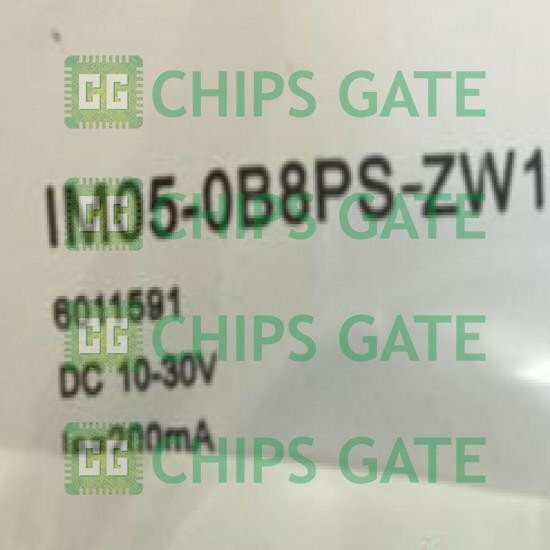 CG CHIPS GATE
IM05-0B8PS-ZW1
CG CHIPS GATE
6011591
CG CHIPS GATE
DC 10-30V
200mA
CG CHIPS GATE